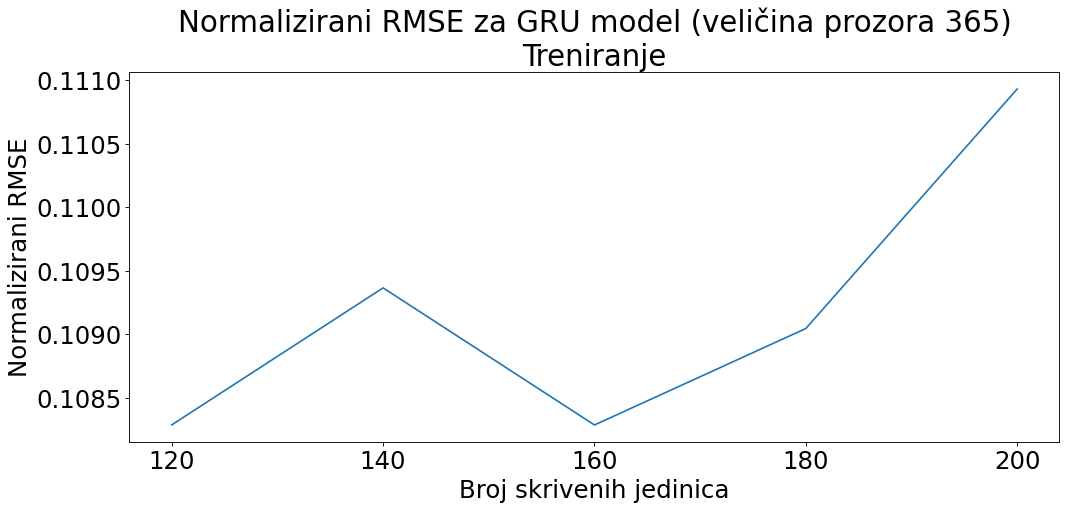 Normalizirani RMSE za GRU model (veličina prozora 365)
Treniranje
Normalizirani RMSE
0.1110
0.1105
0.1100
0.1095
0.1090
0.1085
120 140 160 180 200
Broj skrivenih jedinica